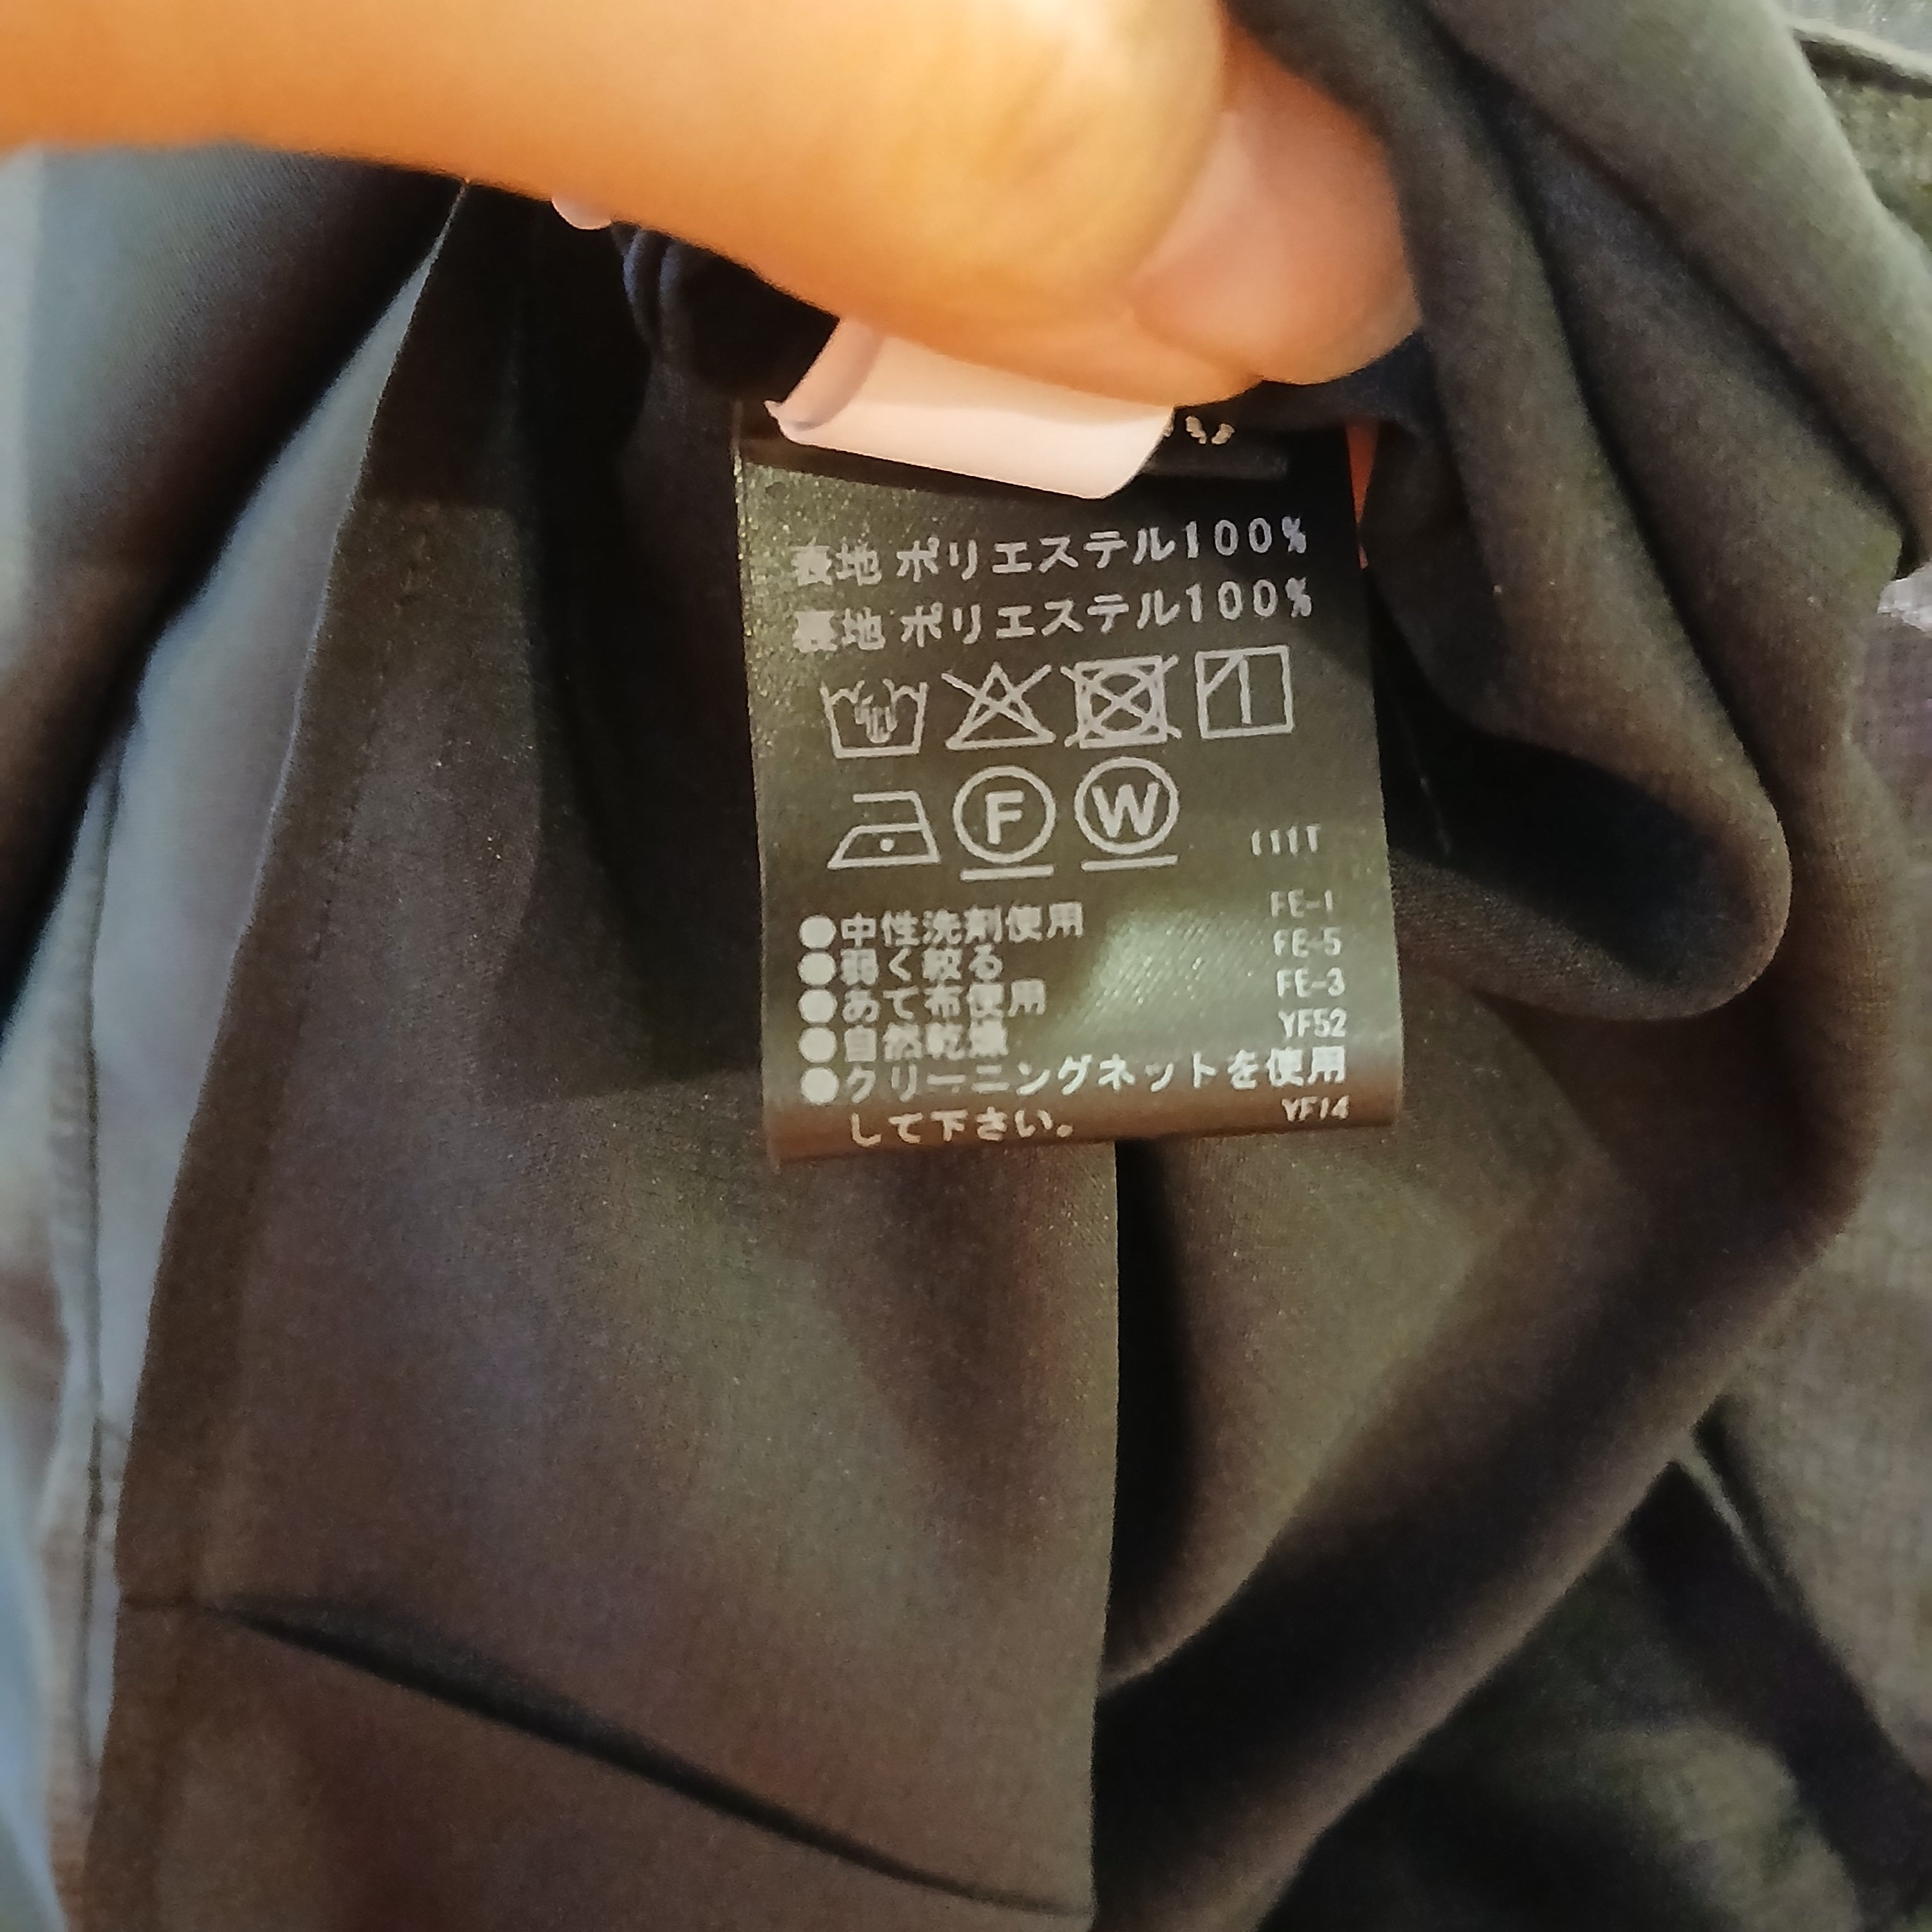 表地 ポリエステル100%
裏地 ポリエステル100%
F W
FE-1
●中性洗剤使用
FE-5
●弱く絞る
FE-3
●あて布使用
YF52
●自然乾燥
●クリーニングネットを使用
して下さい。 YF14